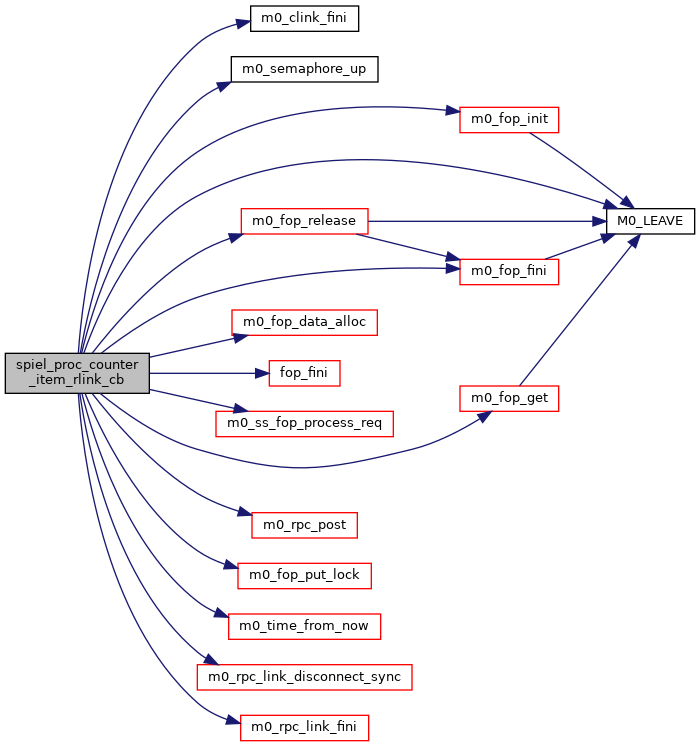 m0_clink_fini
m0_semaphore_up
m0_fop_init
m0_fop_release
M0_LEAVE
m0_fop_fini
m0_fop_data_alloc
spiel_proc_counter
_item_rlink_cb
fop_fini
m0_fop_get
m0_ss_fop_process_req
m0_rpc_post
m0_fop_put_lock
m0_time_from_now
m0_rpc_link_disconnect_sync
m0_rpc_link_fini